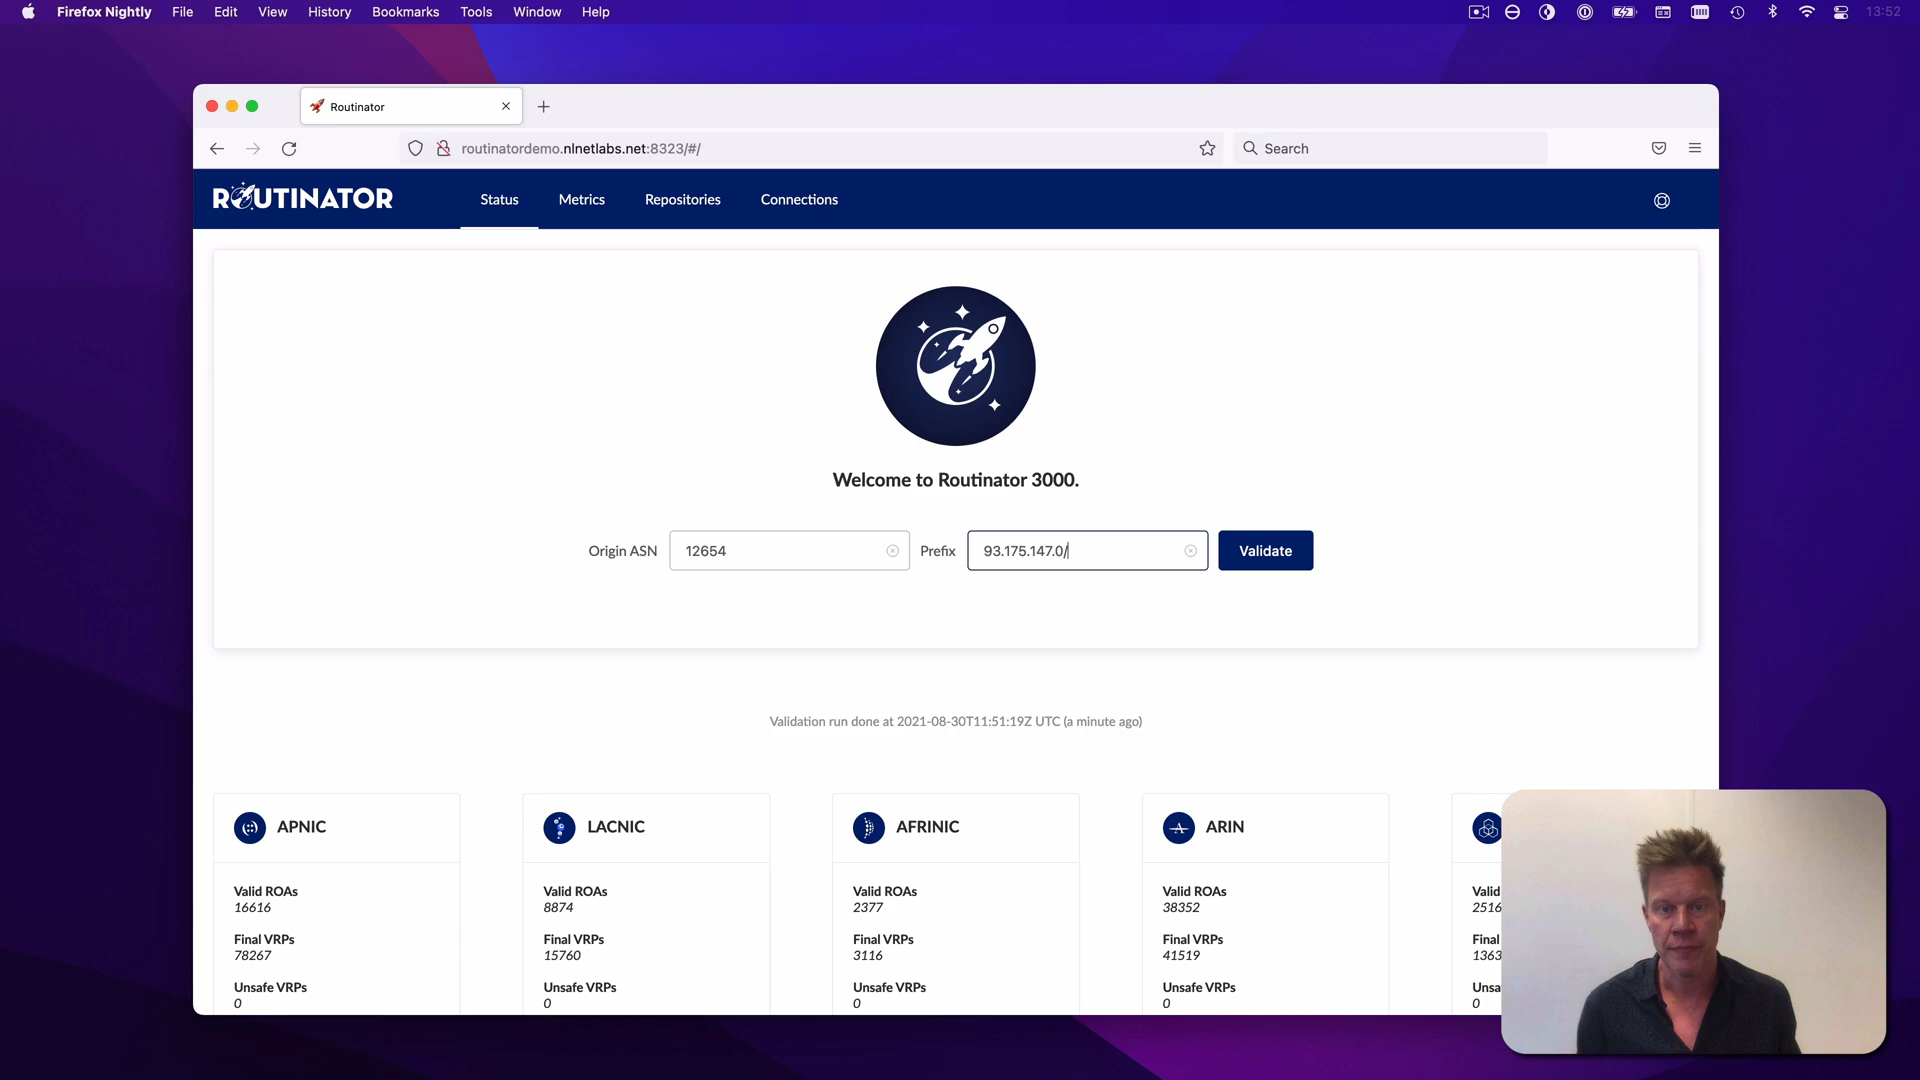 Firefox Nightly File Edit View History Bookmarks Tools Window Help 13:52
Routinator
routinatordemo.nlnetlabs.net:8323/#/
Search
ROUTINATOR Status Metrics Repositories Connections
Welcome to Routinator 3000.
Origin ASN 12654 Prefix 93.175.147.0/ Validate
Validation run done at 2021-08-30T11:51:19Z UTC (a minute ago)
APNIC LACNIC AFRINIC ARIN
Valid ROAs Valid ROAs Valid ROAs Valid ROAs Valid
16616 8874 2377 38352 2516
Final VRPs Final VRPs Final VRPs Final VRPs Final
78267 15760 3116 41519 1363
Unsafe VRPs Unsafe VRPs Unsafe VRPs Unsafe VRPs Unsa
0 0 0 0 0